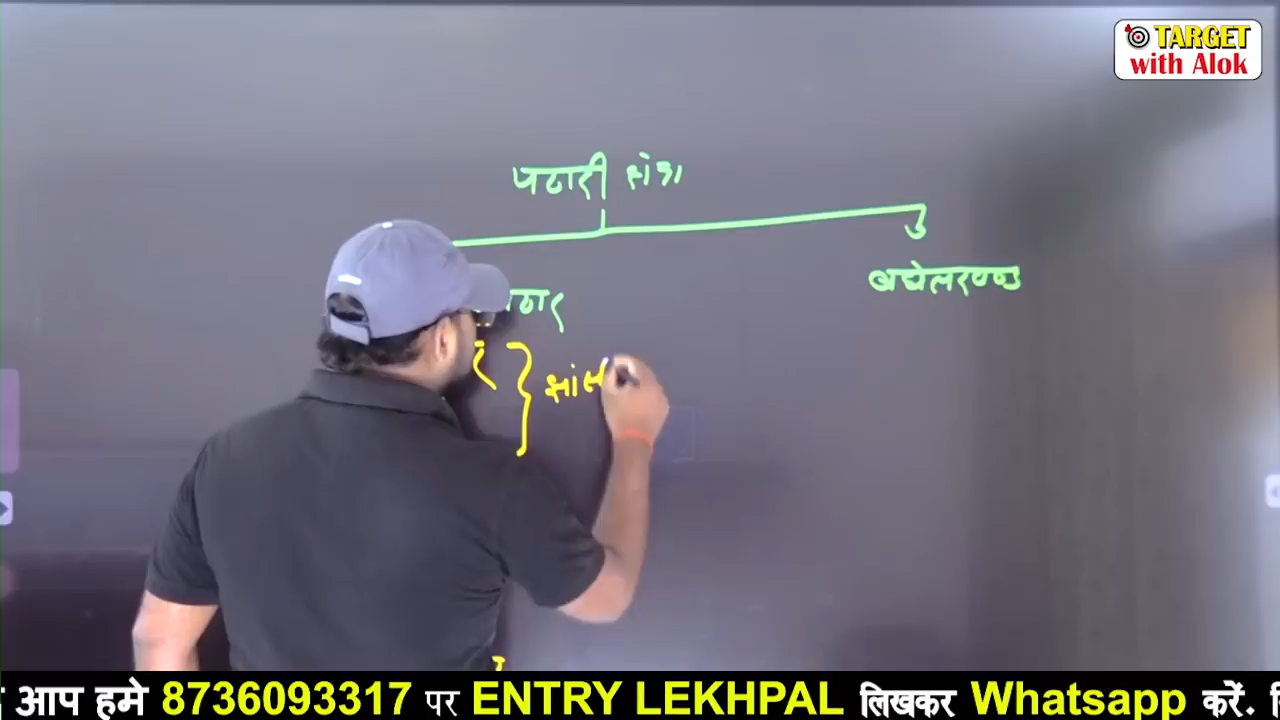 TARGET
with Alok
पठारी क्षेत्र
बघेलखण्ड
ठार
झांस
आप हमे 8736093317 पर ENTRY LEKHPAL लिखकर Whatsapp करें.